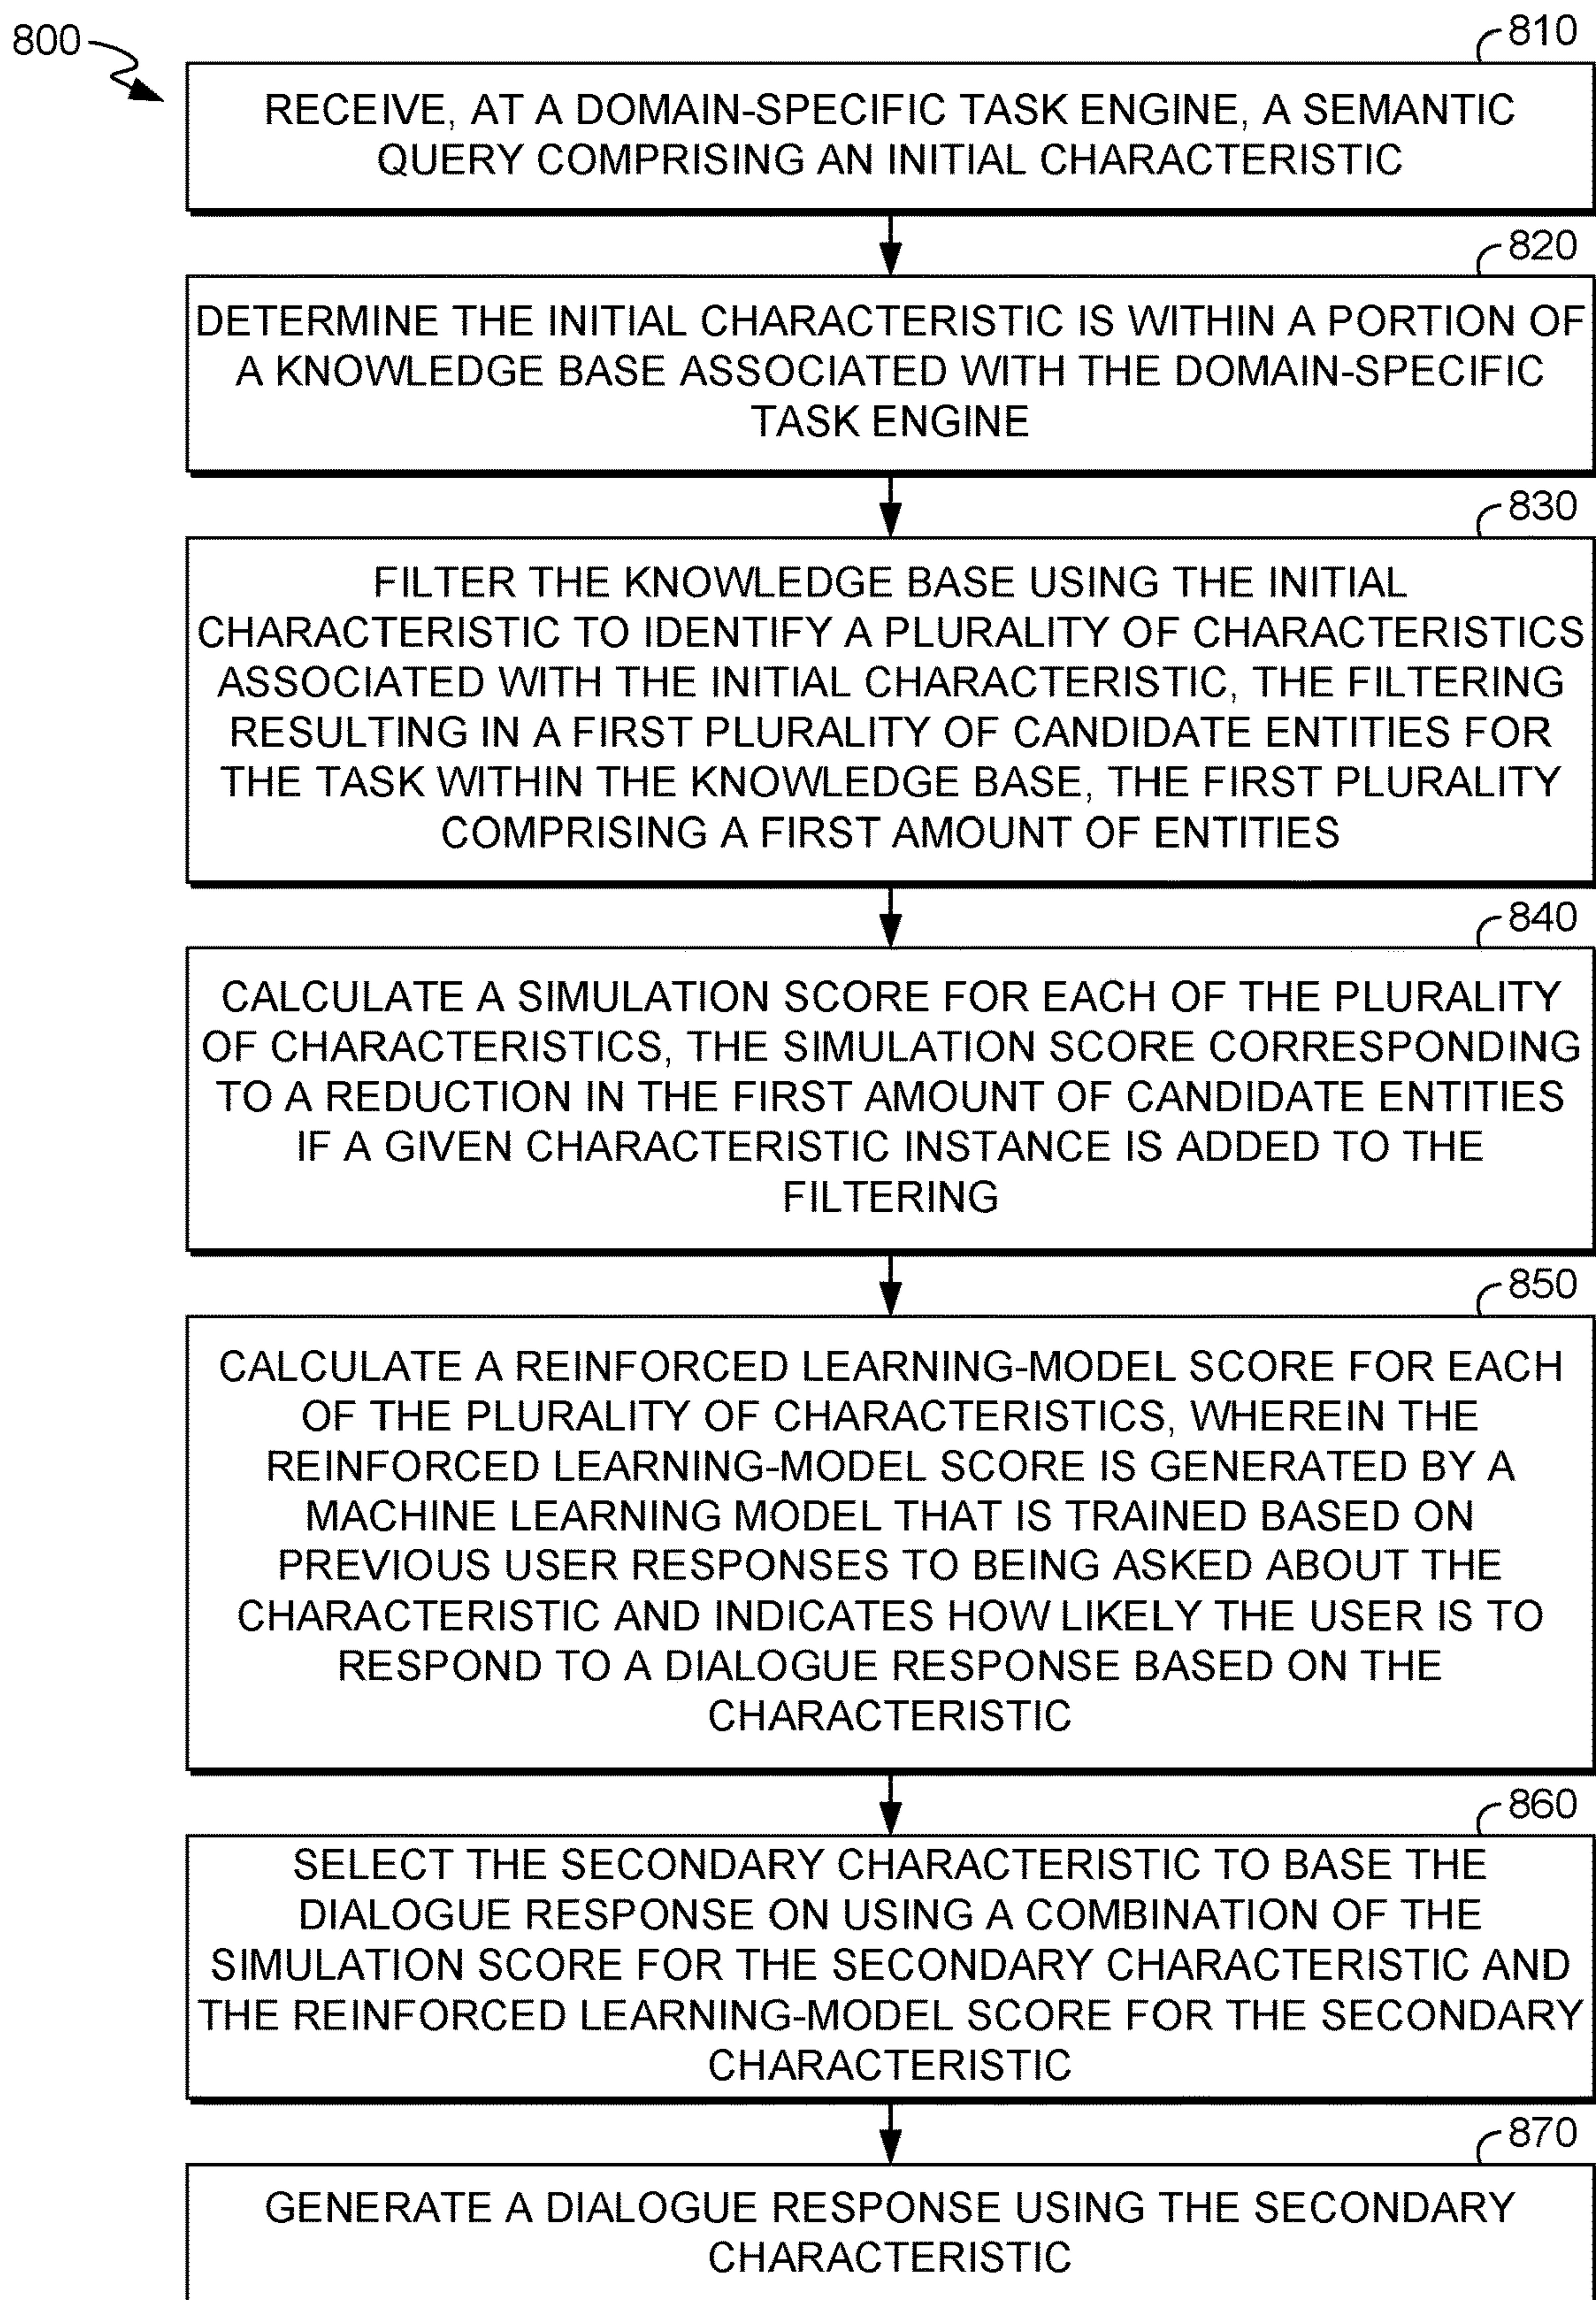 800
810
RECEIVE, AT A DOMAIN-SPECIFIC TASK ENGINE, A SEMANTIC
QUERY COMPRISING AN INITIAL CHARACTERISTIC
820
DETERMINE THE INITIAL CHARACTERISTIC IS WITHIN A PORTION OF
A KNOWLEDGE BASE ASSOCIATED WITH THE DOMAIN-SPECIFIC
TASK ENGINE
830
FILTER THE KNOWLEDGE BASE USING THE INITIAL
CHARACTERISTIC TO IDENTIFY A PLURALITY OF CHARACTERISTICS
ASSOCIATED WITH THE INITIAL CHARACTERISTIC, THE FILTERING
RESULTING IN A FIRST PLURALITY OF CANDIDATE ENTITIES FOR
THE TASK WITHIN THE KNOWLEDGE BASE, THE FIRST PLURALITY
COMPRISING A FIRST AMOUNT OF ENTITIES
840
CALCULATE A SIMULATION SCORE FOR EACH OF THE PLURALITY
OF CHARACTERISTICS, THE SIMULATION SCORE CORRESPONDING
TO A REDUCTION IN THE FIRST AMOUNT OF CANDIDATE ENTITIES
IF A GIVEN CHARACTERISTIC INSTANCE IS ADDED TO THE
FILTERING
850
CALCULATE A REINFORCED LEARNING-MODEL SCORE FOR EACH
OF THE PLURALITY OF CHARACTERISTICS, WHEREIN THE
REINFORCED LEARNING-MODEL SCORE IS GENERATED BY A
MACHINE LEARNING MODEL THAT IS TRAINED BASED ON
PREVIOUS USER RESPONSES TO BEING ASKED ABOUT THE
CHARACTERISTIC AND INDICATES HOW LIKELY THE USER IS TO
RESPOND TO A DIALOGUE RESPONSE BASED ON THE
CHARACTERISTIC
860
SELECT THE SECONDARY CHARACTERISTIC TO BASE THE
DIALOGUE RESPONSE ON USING A COMBINATION OF THE
SIMULATION SCORE FOR THE SECONDARY CHARACTERISTIC AND
THE REINFORCED LEARNING-MODEL SCORE FOR THE SECONDARY
CHARACTERISTIC
870
GENERATE A DIALOGUE RESPONSE USING THE SECONDARY
CHARACTERISTIC